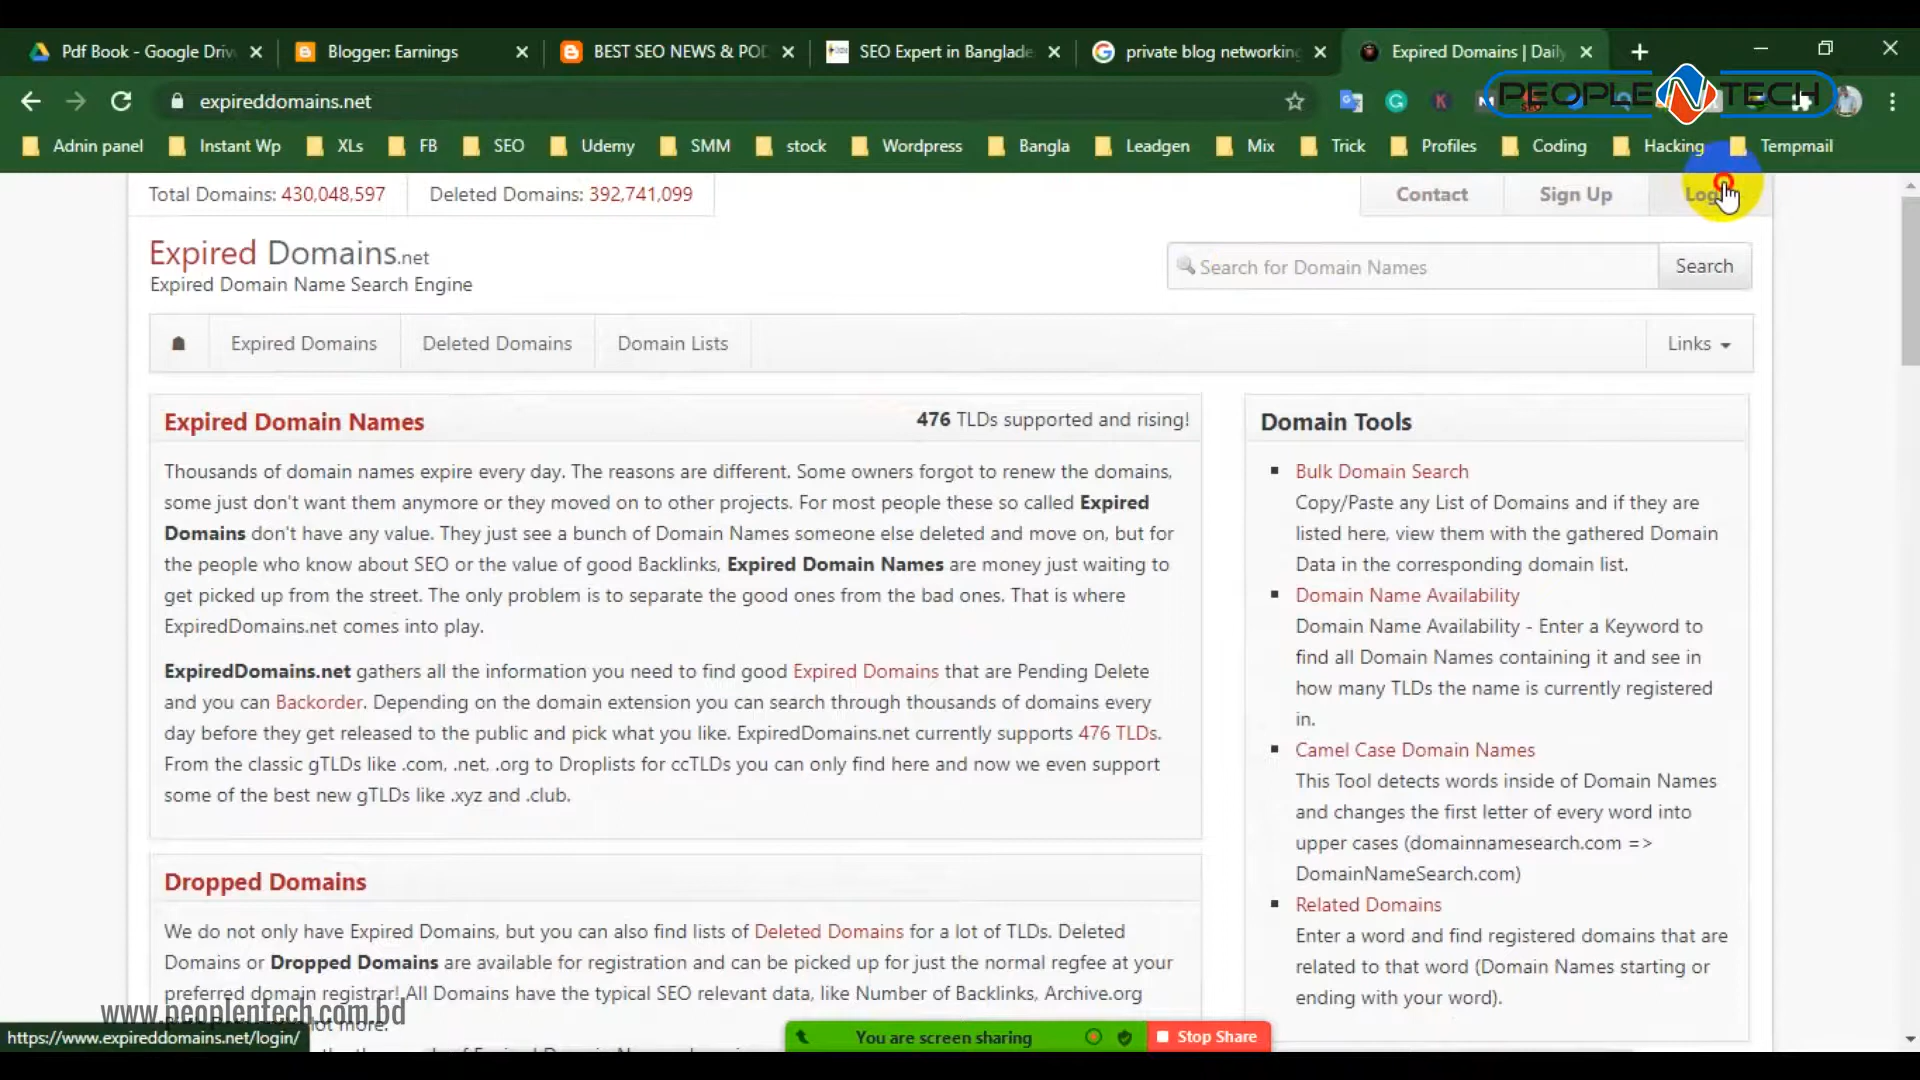 Pdf Book - Google Driv
Blogger: Earnings
BEST SEO NEWS & POD
SEO Expert in Banglade
private blog networking
Expired Domains | Daily
PEOPLE N TECH
expireddomains.net
Admin panel
Instant Wp
XLs
FB
SEO
Udemy
SMM
stock
Wordpress
Bangla
Leadgen
Mix
Trick
Profiles
Coding
Hacking
Tempmail
Total Domains: 430,048,597
Deleted Domains: 392,741,099
Contact
Sign Up
Expired Domains.net
Expired Domain Name Search Engine
Search for Domain Names
Search
Expired Domains
Deleted Domains
Domain Lists
Links
Expired Domain Names
476 TLDs supported and rising!
Thousands of domain names expire every day. The reasons are different. Some owners forgot to renew the domains,
some just don't want them anymore or they moved on to other projects. For most people these so called Expired
Domains don't have any value. They just see a bunch of Domain Names someone else deleted and move on, but for
the people who know about SEO or the value of good Backlinks, Expired Domain Names are money just waiting to
get picked up from the street. The only problem is to separate the good ones from the bad ones. That is where
ExpiredDomains.net comes into play.
ExpiredDomains.net gathers all the information you need to find good Expired Domains that are Pending Delete
and you can Backorder. Depending on the domain extension you can search through thousands of domains every
day before they get released to the public and pick what you like. ExpiredDomains.net currently supports 476 TLDs.
From the classic gTLDs like .com, .net, .org to Droplists for ccTLDs you can only find here and now we even support
some of the best new gTLDs like .xyz and .club.
Dropped Domains
We do not only have Expired Domains, but you can also find lists of Deleted Domains for a lot of TLDs. Deleted
Domains or Dropped Domains are available for registration and can be picked up for just the normal regfee at your
preferred domain registrar! All Domains have the typical SEO relevant data, like Number of Backlinks, Archive.org
lot more.
Domain Tools
Bulk Domain Search
Copy/Paste any List of Domains and if they are
listed here, view them with the gathered Domain
Data in the corresponding domain list.
Domain Name Availability
Domain Name Availability - Enter a Keyword to
find all Domain Names containing it and see in
how many TLDs the name is currently registered
in.
Camel Case Domain Names
This Tool detects words inside of Domain Names
and changes the first letter of every word into
upper cases (domainnamesearch.com =>
DomainNameSearch.com)
Related Domains
Enter a word and find registered domains that are
related to that word (Domain Names starting or
ending with your word).
www.peoplentech.com.bd
https://www.expireddomains.net/login/
You are screen sharing
Stop Share